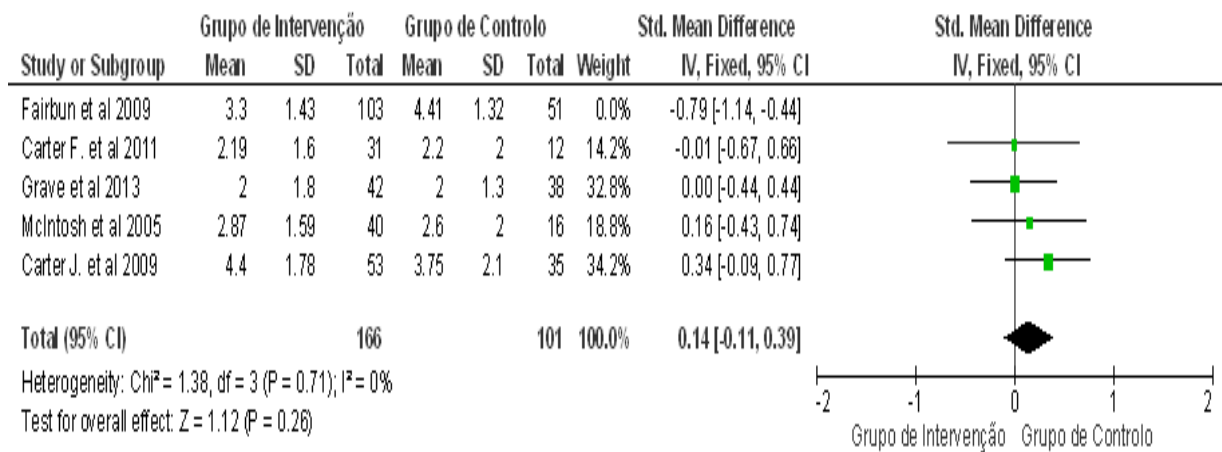 Grupo de Intervenção Grupo de Controlo Std. Mean Difference Std. Mean Difference
Study or Subgroup Mean SD Total Mean SD Total Weight IV, Fixed, 95% CI IV, Fixed, 95% CI
Fairbun et al 2009 3.3 1.43 103 4.41 1.32 51 0.0% -0.79 [-1.14, -0.44]
Carter F. et al 2011 2.19 1.6 31 2.2 2 12 14.2% -0.01 [-0.67, 0.66]
Grave et al 2013 2 1.8 42 2 1.3 38 32.8% 0.00 [-0.44, 0.44]
McIntosh et al 2005 2.87 1.59 40 2.6 2 16 18.8% 0.16 [-0.43, 0.74]
Carter J. et al 2009 4.4 1.78 53 3.75 2.1 35 34.2% 0.34 [-0.09, 0.77]
Total (95% CI) 166 101 100.0% 0.14 [-0.11, 0.39]
Heterogeneity: Chi² = 1.38, df = 3 (P = 0.71); I² = 0%
Test for overall effect: Z = 1.12 (P = 0.26)
-2 -1 0 1 2
Grupo de Intervenção Grupo de Controlo